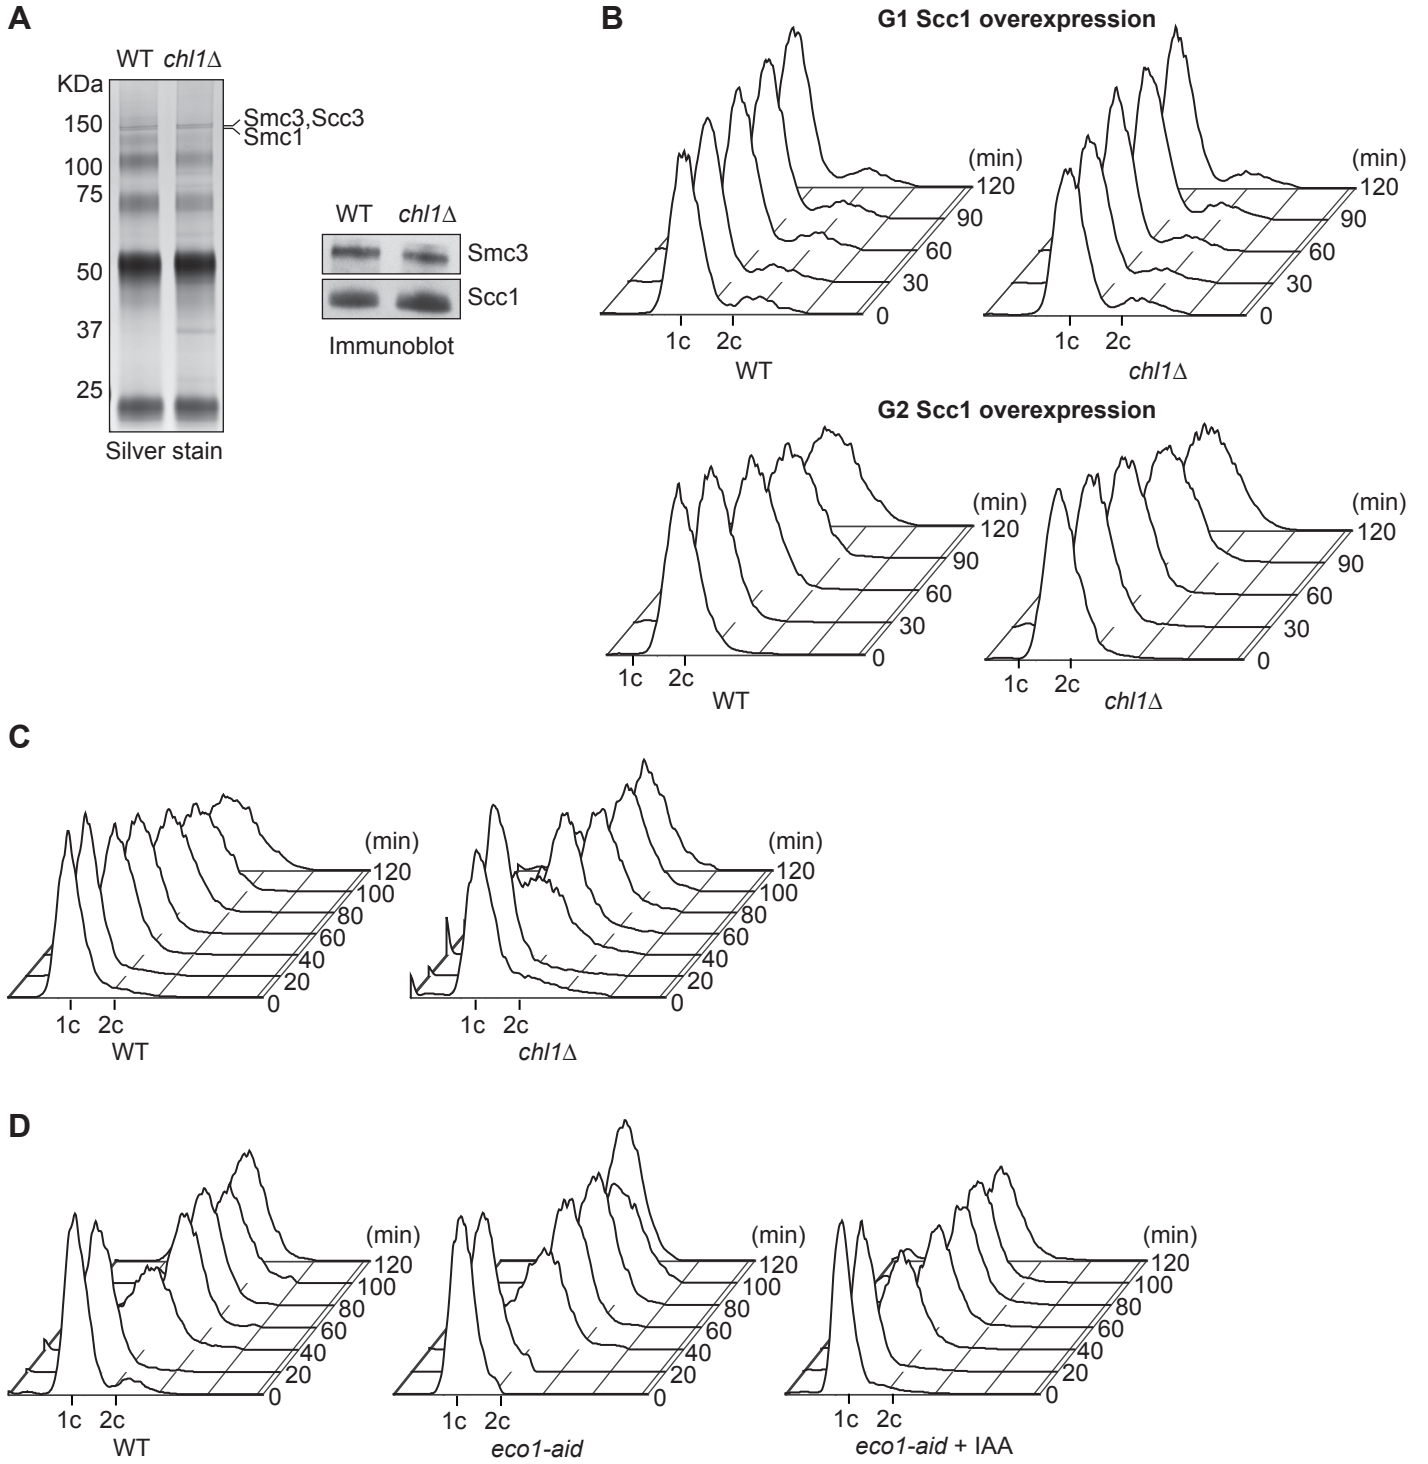 A
WT chl1Δ
KDa
150
100
75
50
37
25
Smc3,Scc3
Smc1
Silver stain
WT chl1Δ
Smc3
Scc1
Immunoblot
B
G1 Scc1 overexpression
(min)
120
90
60
30
0
1c 2c
WT
(min)
120
90
60
30
0
1c 2c
chl1Δ
G2 Scc1 overexpression
(min)
120
90
60
30
0
1c 2c
WT
(min)
120
90
60
30
0
1c 2c
chl1Δ
C
(min)
120
100
80
60
40
20
0
1c 2c
WT
(min)
120
100
80
60
40
20
0
1c 2c
chl1Δ
D
(min)
120
100
80
60
40
20
0
1c 2c
WT
(min)
120
100
80
60
40
20
0
1c 2c
eco1-aid
(min)
120
100
80
60
40
20
0
1c 2c
eco1-aid + IAA